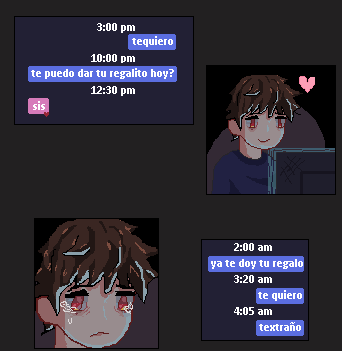 3:00 pm
tequiero
10:00 pm
te puedo dar tu regalito hoy?
12:30 pm
sis
2:00 am
ya te doy tu regalo
3:20 am
te quiero
4:05 am
textraño